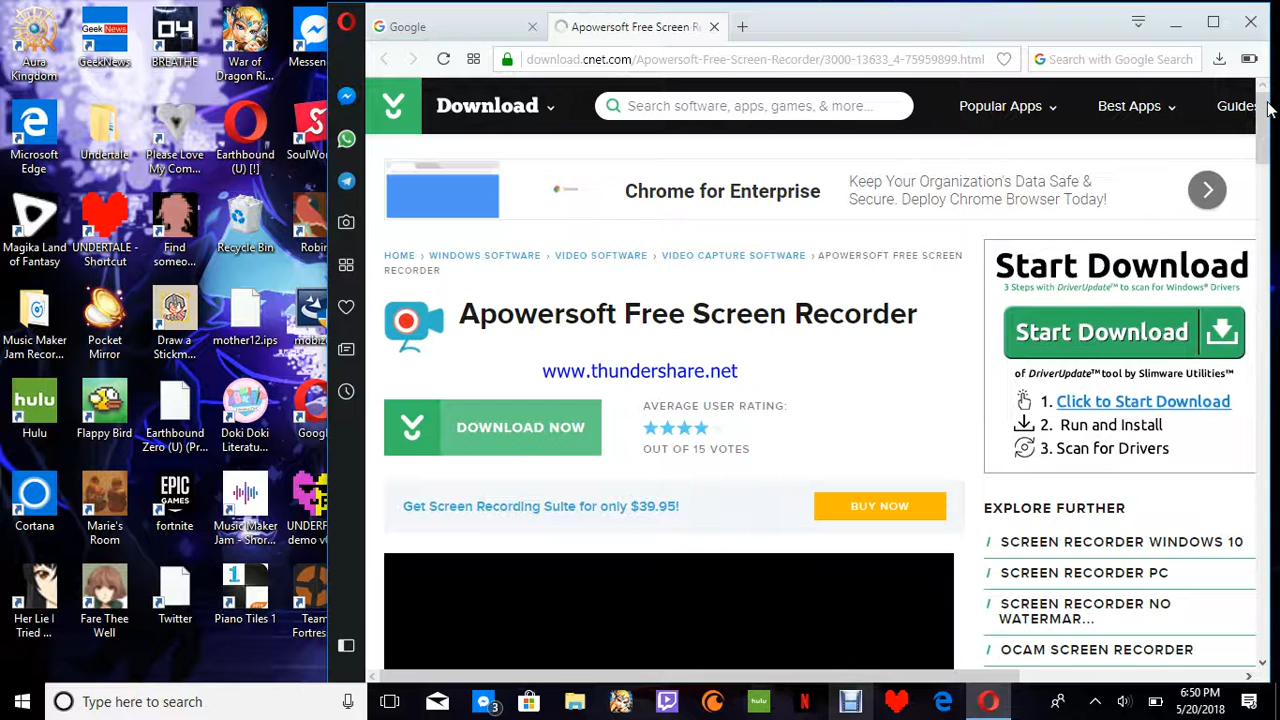 Aura
Kingdom
GeekNews
BREATHE
War of
Dragon Ri...
Messen
Microsoft
Edge
Undertale
Please Love
My Com...
Earthbound
(U) [!]
SoulWor
Magika Land
of Fantasy
UNDERTALE -
Shortcut
Find
someo...
Recycle Bin
Robin
Music Maker
Jam Recor...
Pocket
Mirror
Draw a
Stickm...
mother12.ips
mobiz
hulu
Hulu
Flappy Bird
Earthbound
Zero (U) (Pr...
Doki Doki
Literatu...
Googl
Cortana
Marie's
Room
EPIC
GAMES
fortnite
Music Maker
Jam - Shor...
UNDERF
demo v0
Her Lie I
Tried ...
Fare Thee
Well
Twitter
1
Piano Tiles 1
Team
Fortres
Google
Apowersoft Free Screen R
download.cnet.com/Apowersoft-Free-Screen-Recorder/3000-13633_4-75959899.html
Search with Google Search
Download
Search software, apps, games, & more...
Popular Apps
Best Apps
Guides
Chrome for Enterprise
Keep Your Organization's Data Safe &
Secure. Deploy Chrome Browser Today!
HOME › WINDOWS SOFTWARE › VIDEO SOFTWARE › VIDEO CAPTURE SOFTWARE › APOWERSOFT FREE SCREEN
RECORDER
Apowersoft Free Screen Recorder
www.thundershare.net
DOWNLOAD NOW
AVERAGE USER RATING:
OUT OF 15 VOTES
Get Screen Recording Suite for only $39.95!
BUY NOW
Start Download
3 Steps with DriverUpdate™ to scan for Windows® Drivers
Start Download
of DriverUpdate™ tool by Slimware Utilities™
1. Click to Start Download
2. Run and Install
3. Scan for Drivers
EXPLORE FURTHER
/ SCREEN RECORDER WINDOWS 10
/ SCREEN RECORDER PC
/ SCREEN RECORDER NO
WATERMAR...
/ OCAM SCREEN RECORDER
Type here to search
3
hulu
6:50 PM
5/20/2018